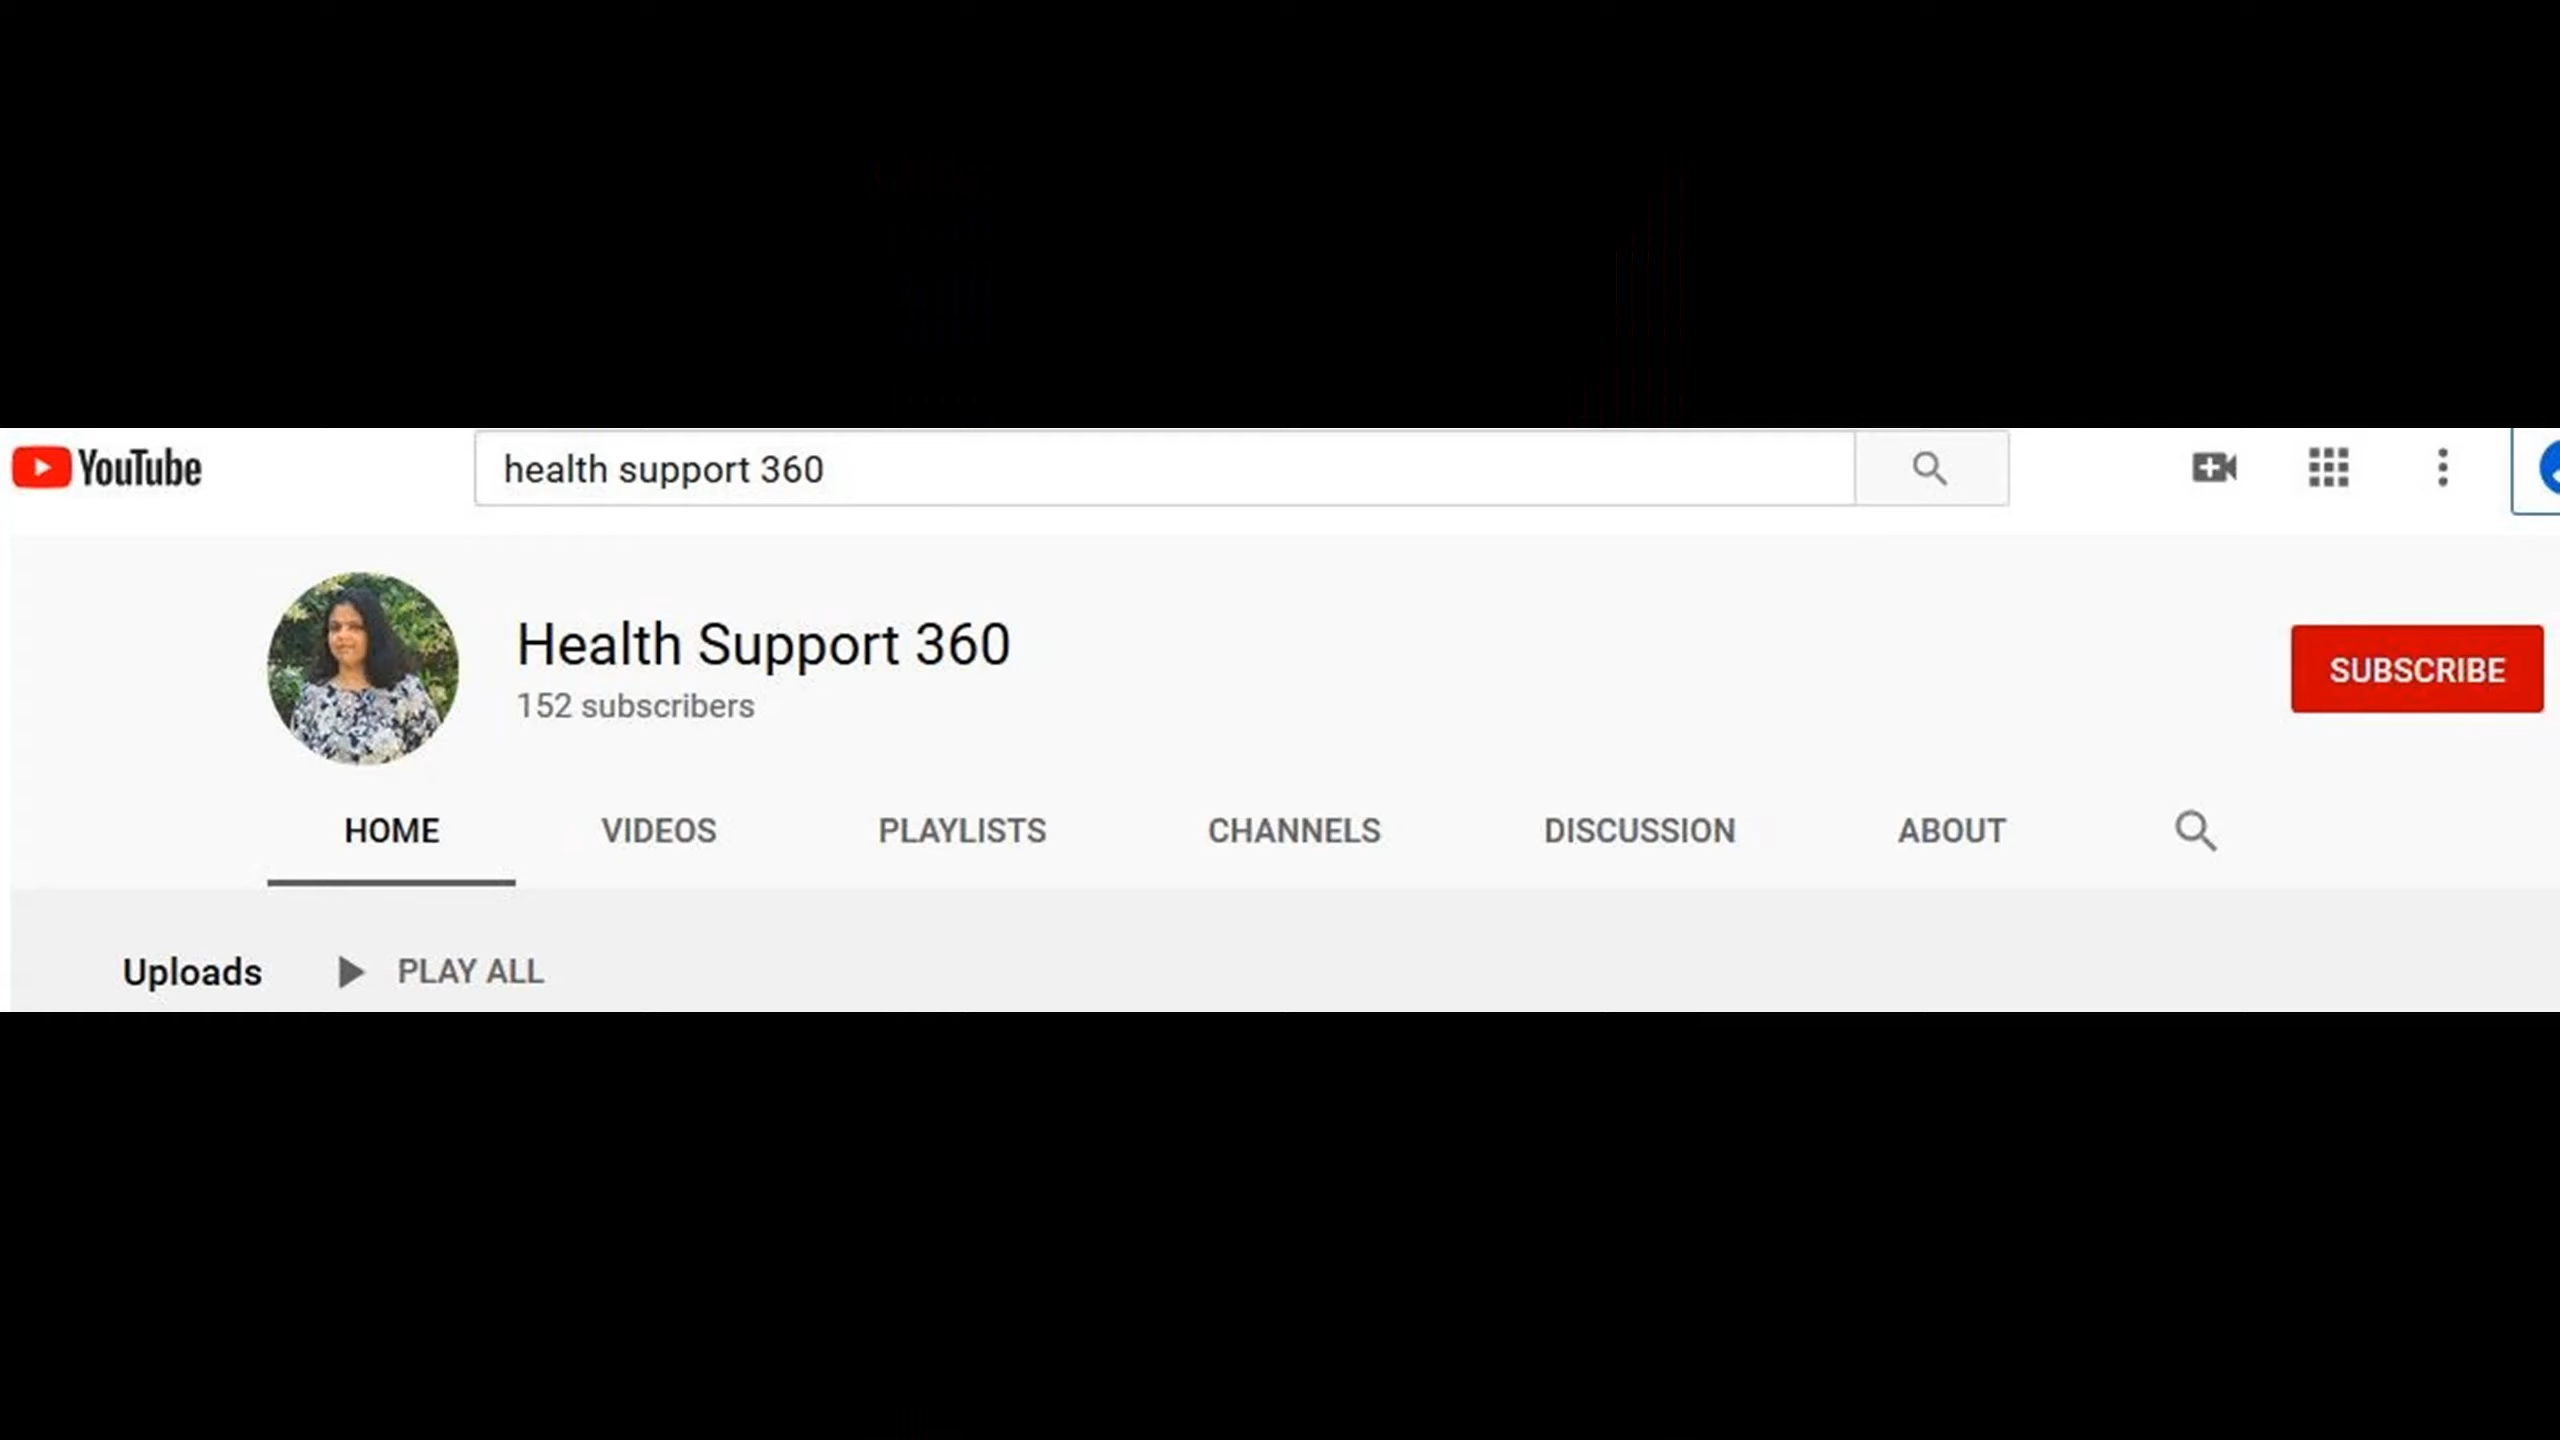 YouTube
health support 360
Health Support 360
SUBSCRIBE
152 subscribers
HOME VIDEOS PLAYLISTS CHANNELS DISCUSSION ABOUT
Uploads PLAY ALL